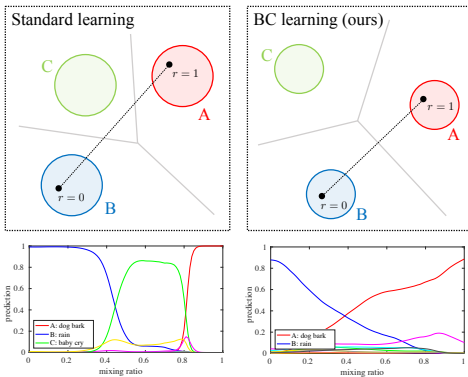 Standard learning
C
r = 1
A
r = 0
B
BC learning (ours)
C
r = 1
A
r = 0
B
1
0.8
0.6
0.4
0.2
0
prediction
A: dog bark
B: rain
C: baby cry
0 0.2 0.4 0.6 0.8 1
mixing ratio
1
0.8
0.6
0.4
0.2
0
prediction
A: dog bark
B: rain
0 0.2 0.4 0.6 0.8 1
mixing ratio